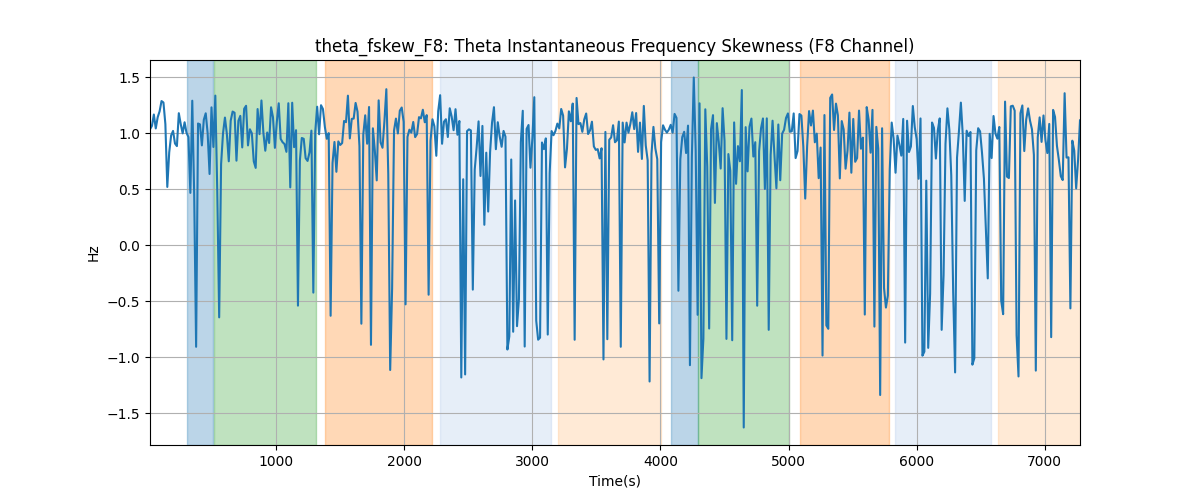 theta_fskew_F8: Theta Instantaneous Frequency Skewness (F8 Channel)
1.5
1.0
0.5
0.0
−0.5
−1.0
−1.5
Hz
1000 2000 3000 4000 5000 6000 7000
Time(s)